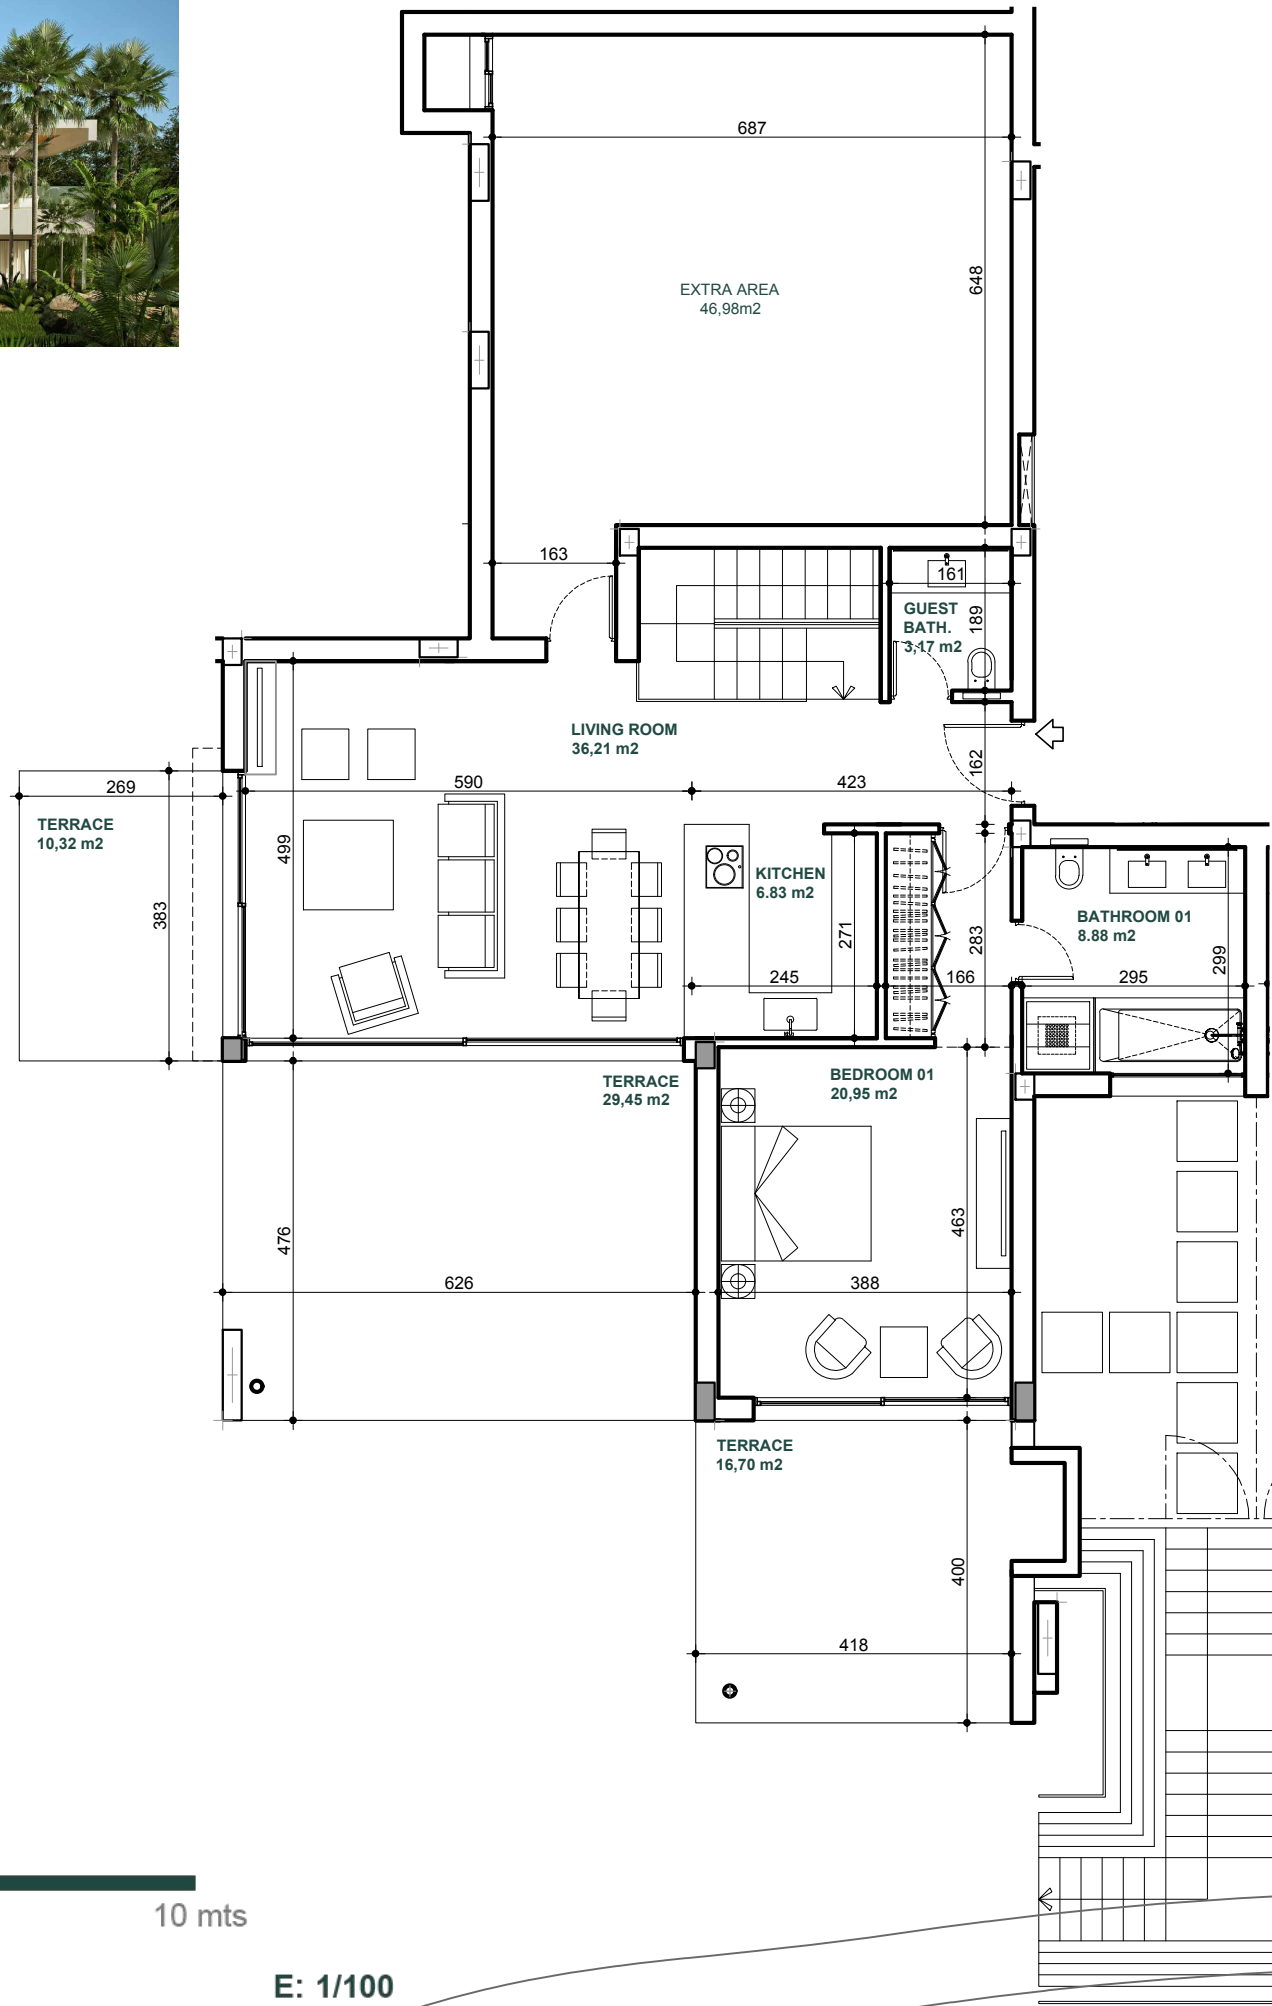 687
648
EXTRA AREA
46,98m2
163
161
GUEST
BATH.
3,17 m2
189
LIVING ROOM
36,21 m2
162
269
590
423
TERRACE
10,32 m2
499
383
KITCHEN
6.83 m2
271
283
BATHROOM 01
8.88 m2
299
245
166
295
TERRACE
29,45 m2
BEDROOM 01
20,95 m2
476
463
626
388
TERRACE
16,70 m2
400
418
10 mts
E: 1/100